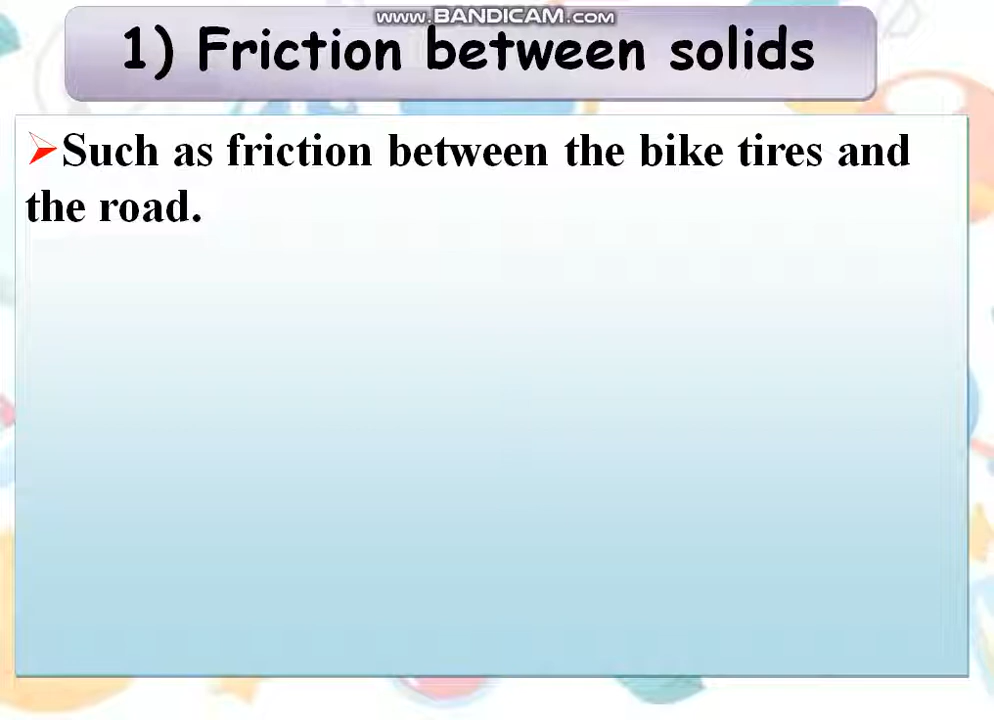 www.BANDICAM.com
1) Friction between solids
Such as friction between the bike tires and
the road.